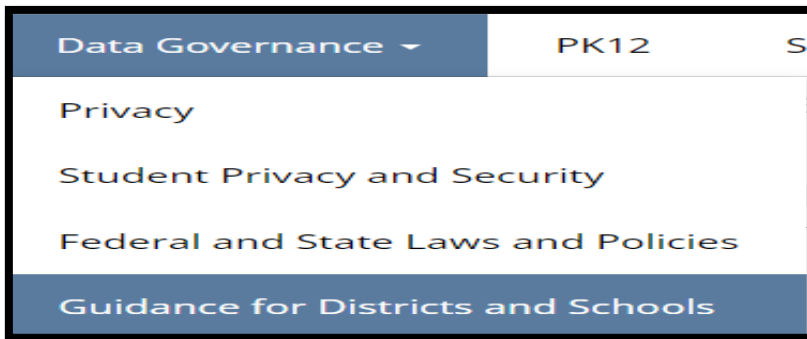 Data Governance PK12 S
Privacy
Student Privacy and Security
Federal and State Laws and Policies
Guidance for Districts and Schools